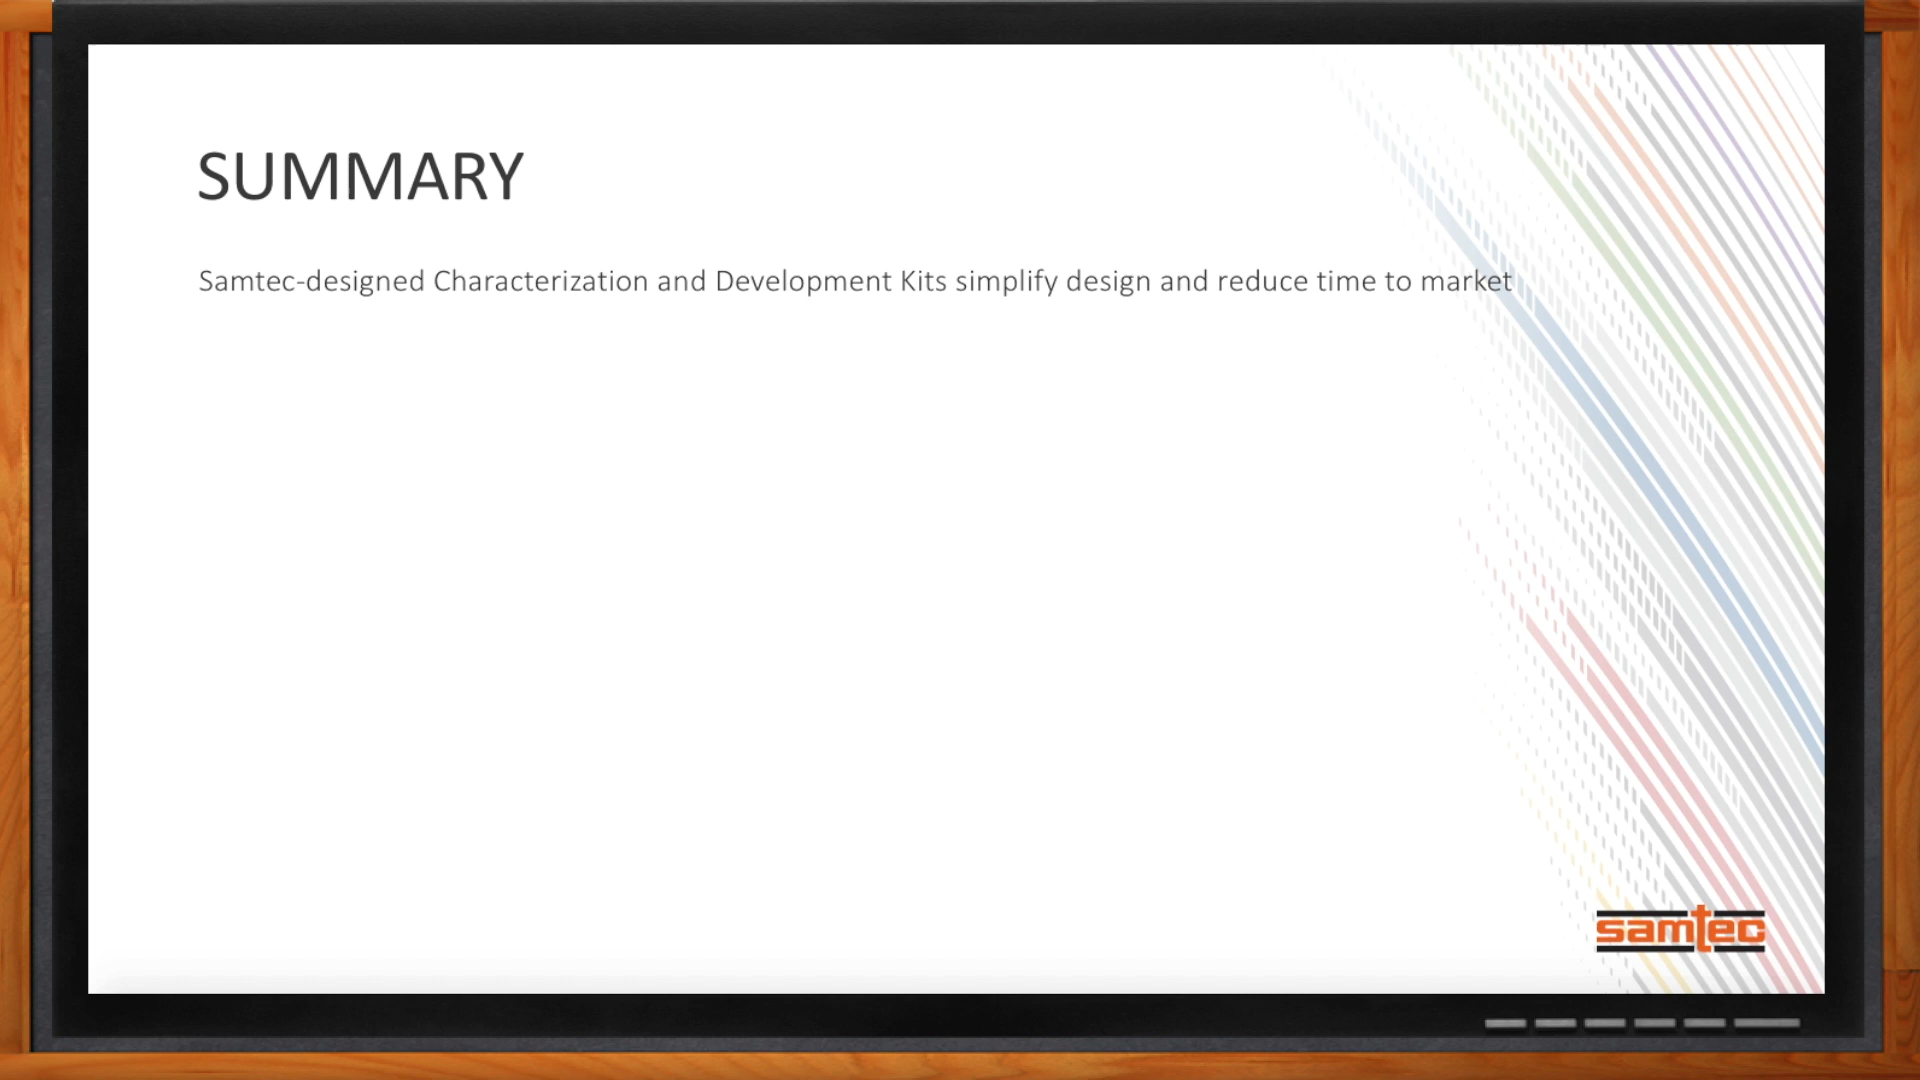 SUMMARY
Samtec-designed Characterization and Development Kits simplify design and reduce time to market
samtec